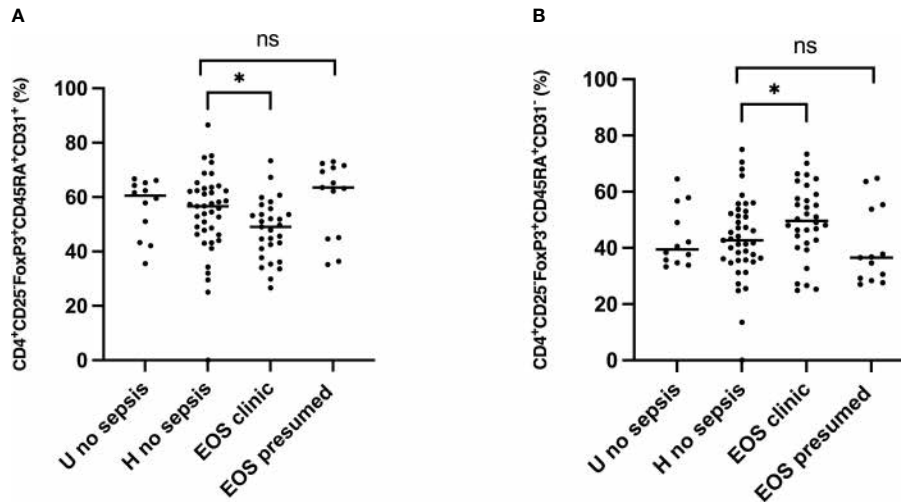 A
ns
*
CD4⁺CD25⁻FoxP3⁺CD45RA⁺CD31⁺ (%)
100
80
60
40
20
0
U no sepsis
H no sepsis
EOS clinic
EOS presumed
B
ns
*
CD4⁺CD25⁻FoxP3⁺CD45RA⁺CD31⁻ (%)
100
80
60
40
20
0
U no sepsis
H no sepsis
EOS clinic
EOS presumed